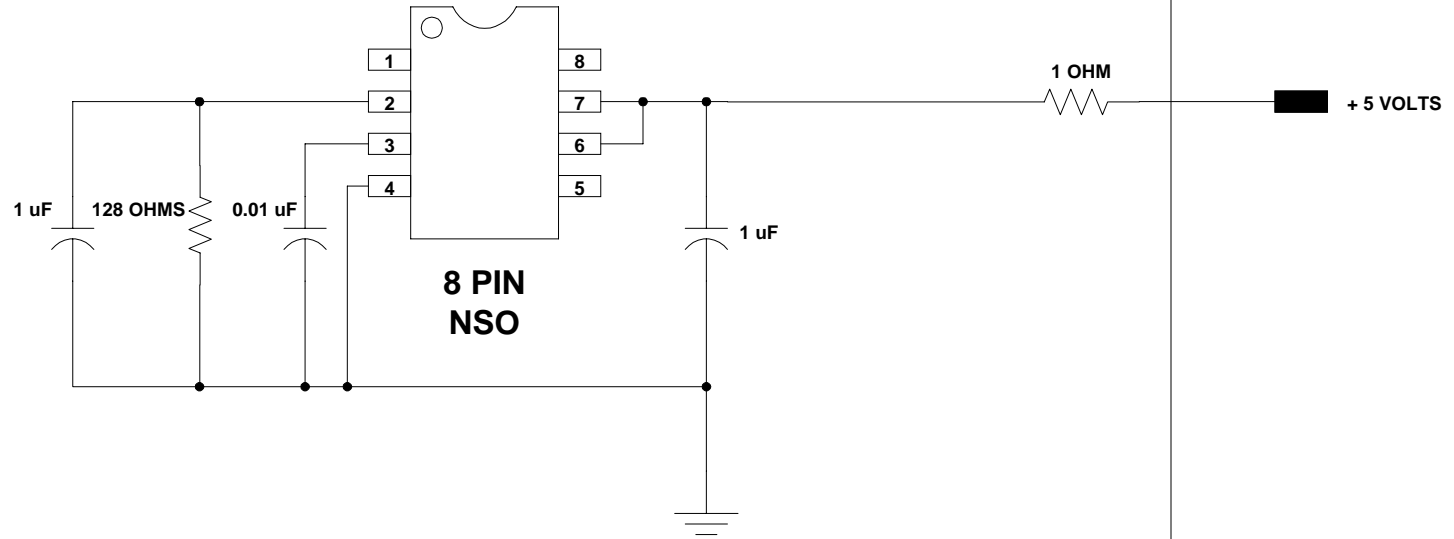 1
8
1 OHM
2
7
+ 5 VOLTS
3
6
4
5
1 uF
128 OHMS
0.01 uF
1 uF
8 PIN
NSO